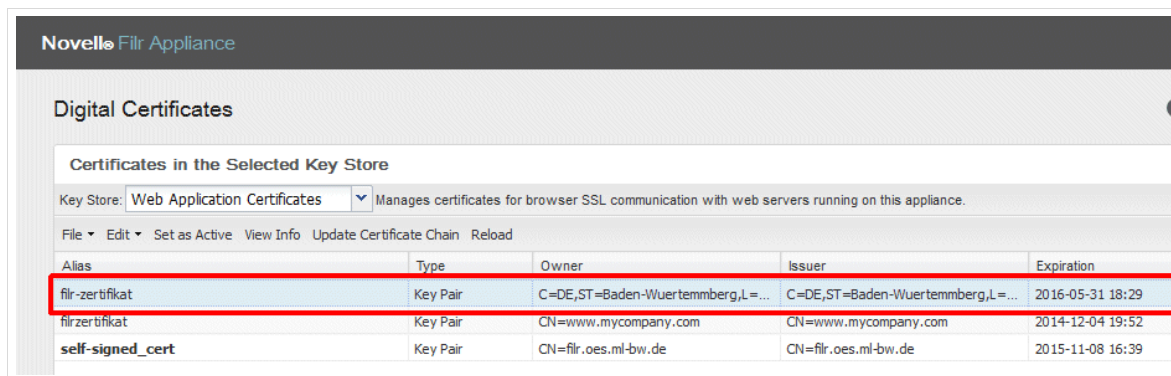 Novell® Filr Appliance
Digital Certificates
Certificates in the Selected Key Store
Key Store: Web Application Certificates Manages certificates for browser SSL communication with web servers running on this appliance.
File Edit Set as Active View Info Update Certificate Chain Reload
Alias Type Owner Issuer Expiration
filr-zertifikat Key Pair C=DE,ST=Baden-Wuertemmberg,L=... C=DE,ST=Baden-Wuertemmberg,L=... 2016-05-31 18:29
filrzertifikat Key Pair CN=www.mycompany.com CN=www.mycompany.com 2014-12-04 19:52
self-signed_cert Key Pair CN=filr.oes.ml-bw.de CN=filr.oes.ml-bw.de 2015-11-08 16:39